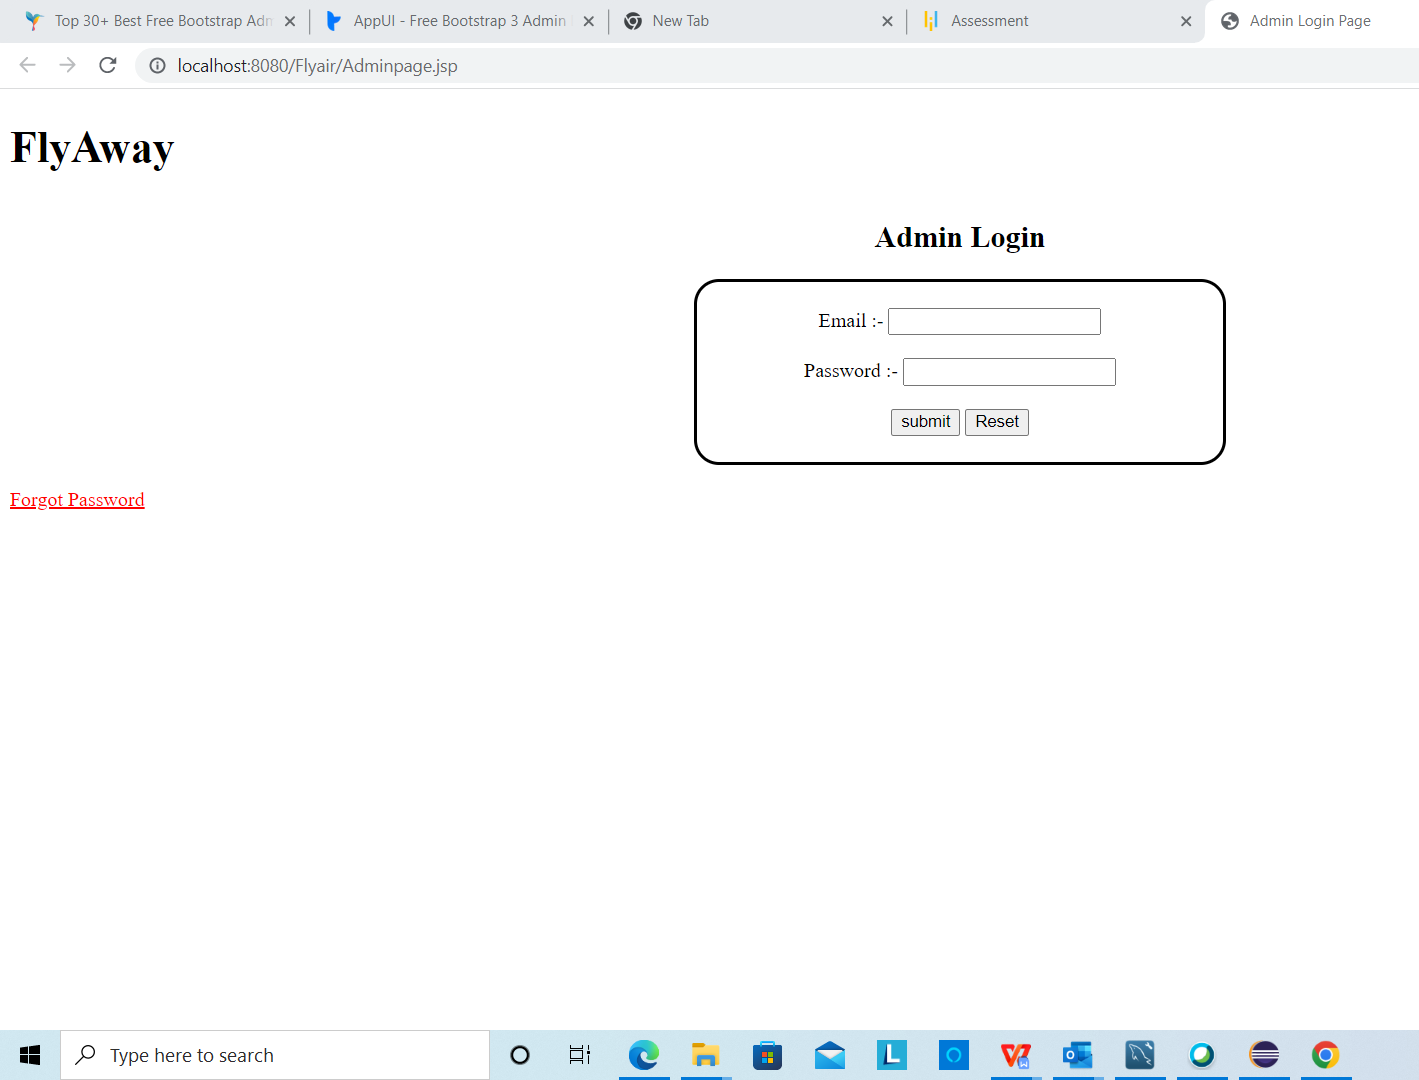 Top 30+ Best Free Bootstrap Adm
AppUI - Free Bootstrap 3 Admin
New Tab
Assessment
Admin Login Page
localhost:8080/Flyair/Adminpage.jsp
FlyAway
Admin Login
Email :-
Password :-
submit Reset
Forgot Password
Type here to search